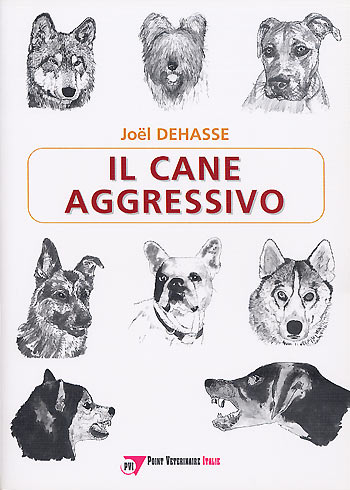 Joël DEHASSE
IL CANE
AGGRESSIVO
PVI POINT VETERINAIRE ITALIE